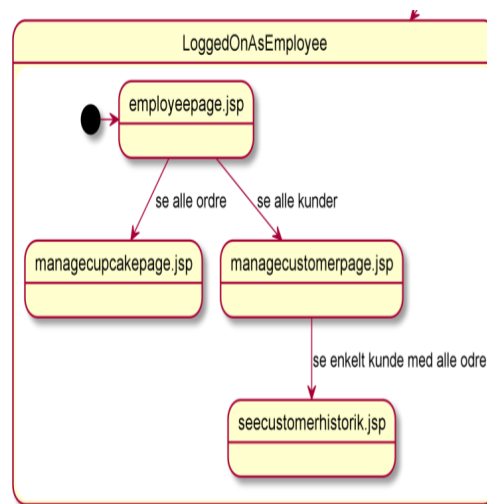 LoggedOnAsEmployee
employeepage.jsp
se alle ordre
se alle kunder
managecupcakepage.jsp
managecustomerpage.jsp
se enkelt kunde med alle odre
seecustomerhistorik.jsp